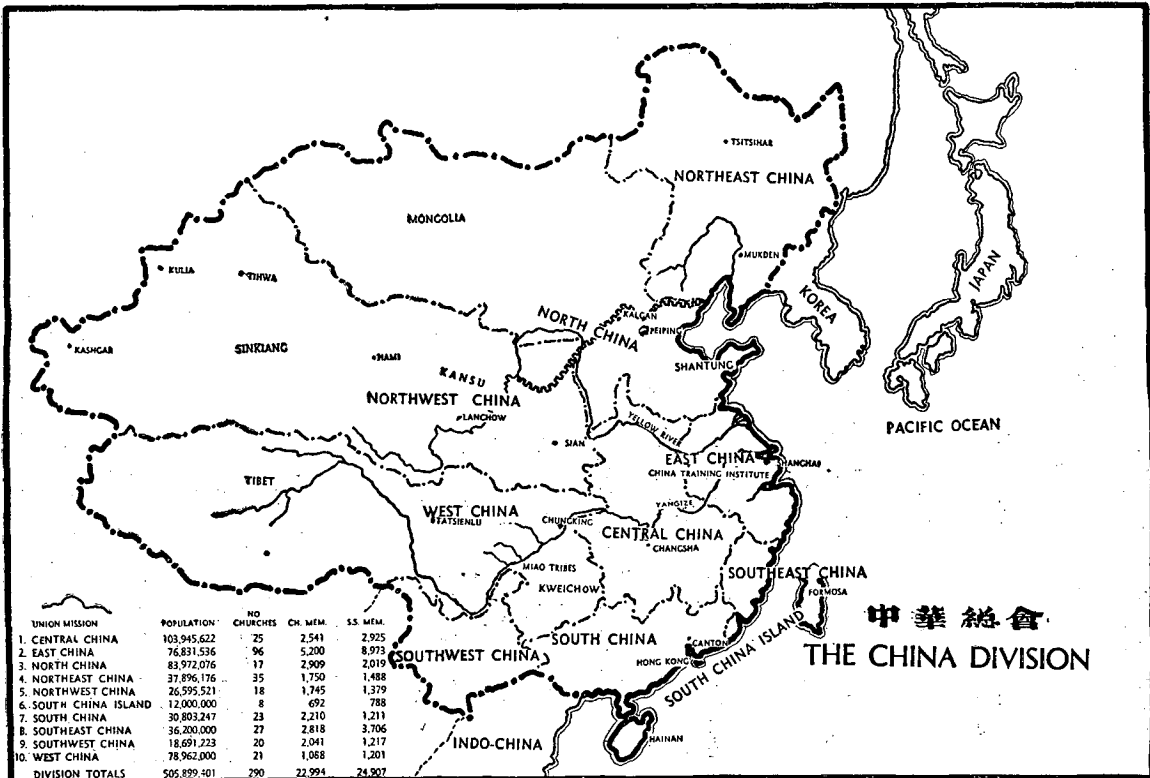 TSITSIHAR
NORTHEAST CHINA
MONGOLIA
MUKDEN
KULJA
TIHWA
JAPAN
KOREA
NORTH CHINA
KALGAN
PEIPING
KASHGAR
SINKIANG
HAMI
SHANTUNG
KANSU
NORTHWEST CHINA
LANCHOW
YELLOW RIVER
PACIFIC OCEAN
SIAN
EAST CHINA
SHANGHAI
CHINA TRAINING INSTITUTE
TIBET
YANGTZE
WEST CHINA
TATSIENLU
CHUNGKING
CENTRAL CHINA
CHANGSHA
MIAO TRIBES
SOUTHEAST CHINA
KWEICHOW
FORMOSA
中華總會
THE CHINA DIVISION
SOUTH CHINA
CANTON
HONG KONG
SOUTH CHINA ISLAND
SOUTHWEST CHINA
INDO-CHINA
HAINAN
UNION MISSION POPULATION NO CHURCHES CH. MEM. S.S. MEM.
1. CENTRAL CHINA 103,945,622 25 2,541 2,925
2. EAST CHINA 76,831,536 96 5,200 8,973
3. NORTH CHINA 83,972,076 17 2,909 2,019
4. NORTHEAST CHINA 37,896,176 35 1,750 1,488
5. NORTHWEST CHINA 26,595,521 18 1,745 1,379
6. SOUTH CHINA ISLAND 12,000,000 8 692 788
7. SOUTH CHINA 30,803,247 23 2,210 1,211
8. SOUTHEAST CHINA 36,200,000 27 2,818 3,706
9. SOUTHWEST CHINA 18,691,223 20 2,041 1,217
10. WEST CHINA 78,962,000 21 1,088 1,201
DIVISION TOTALS 505,899,401 290 22,994 24,907